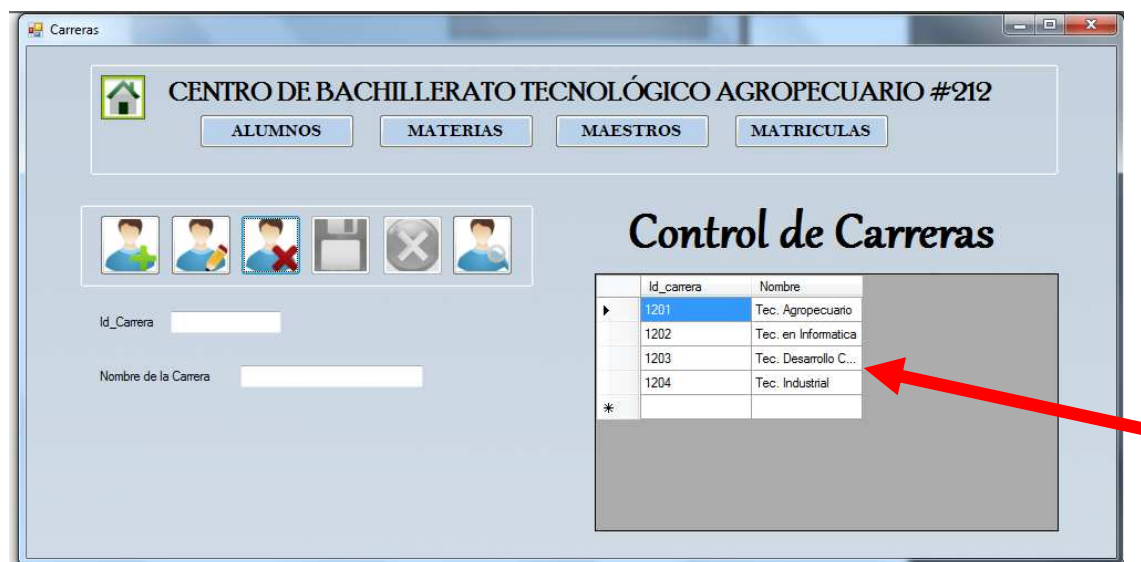 Carreras
CENTRO DE BACHILLERATO TECNOLÓGICO AGROPECUARIO #212
ALUMNOS MATERIAS MAESTROS MATRICULAS
Control de Carreras
Id_Carrera
Nombre de la Carrera
Id_carrera Nombre
1201 Tec. Agropecuario
1202 Tec. en Informatica
1203 Tec. Desarrollo C...
1204 Tec. Industrial